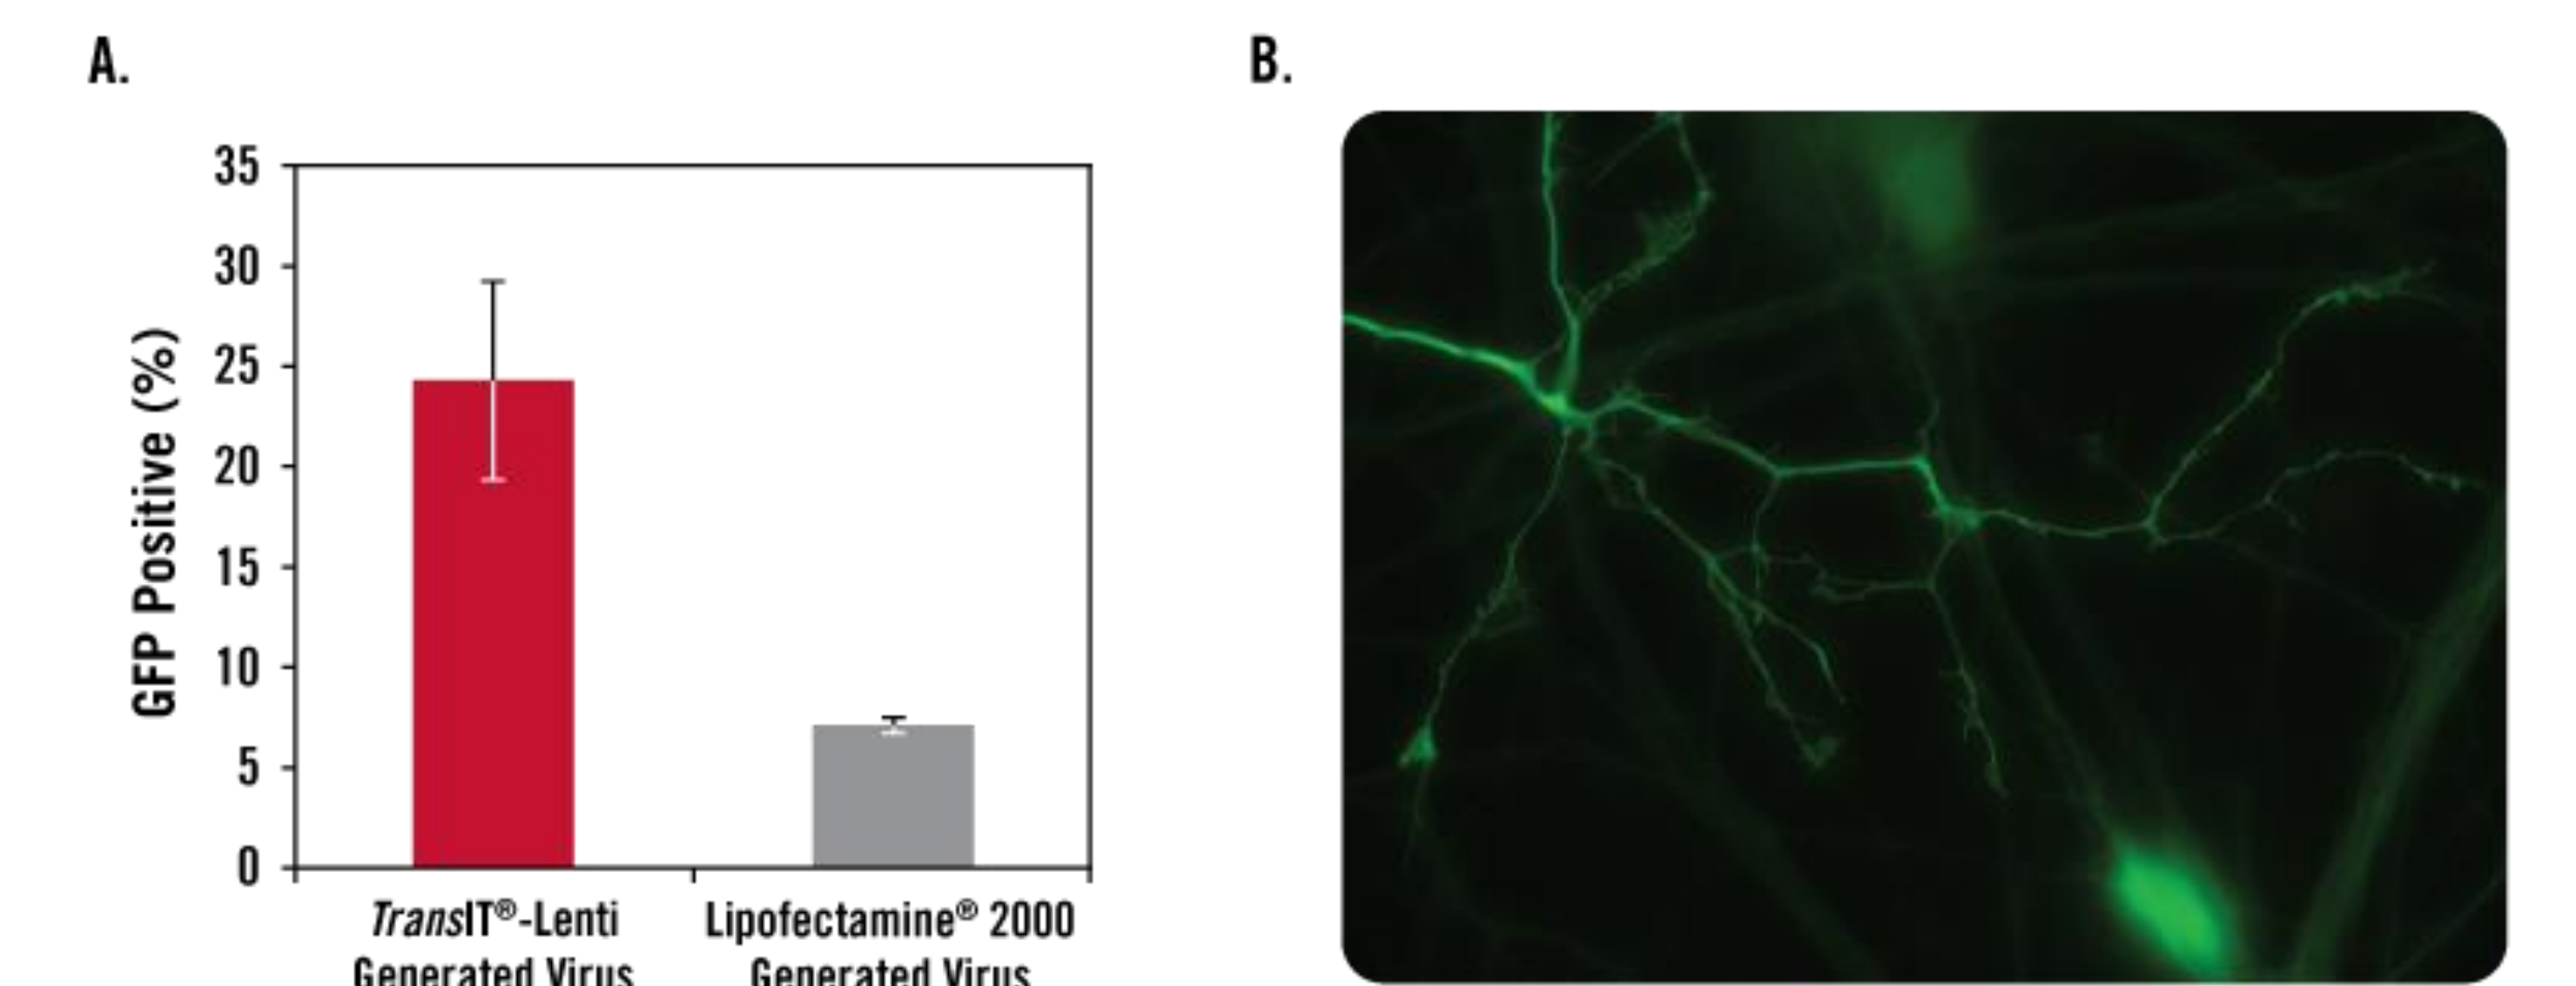 A.
B.
35
30
25
20
15
10
5
0
GFP Positive (%)
TransIT®-Lenti
Generated Virus
Lipofectamine® 2000
Generated Virus